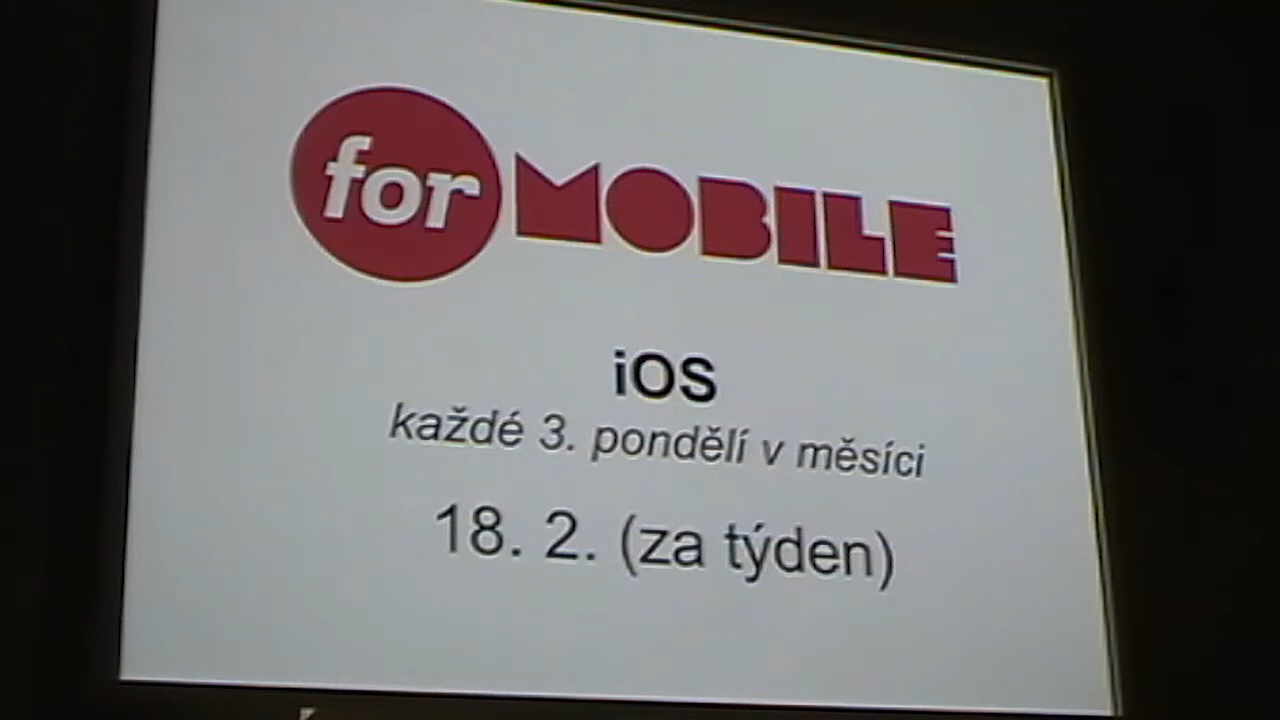 for MOBILE
iOS
každé 3. pondělí v měsíci
18. 2. (za týden)